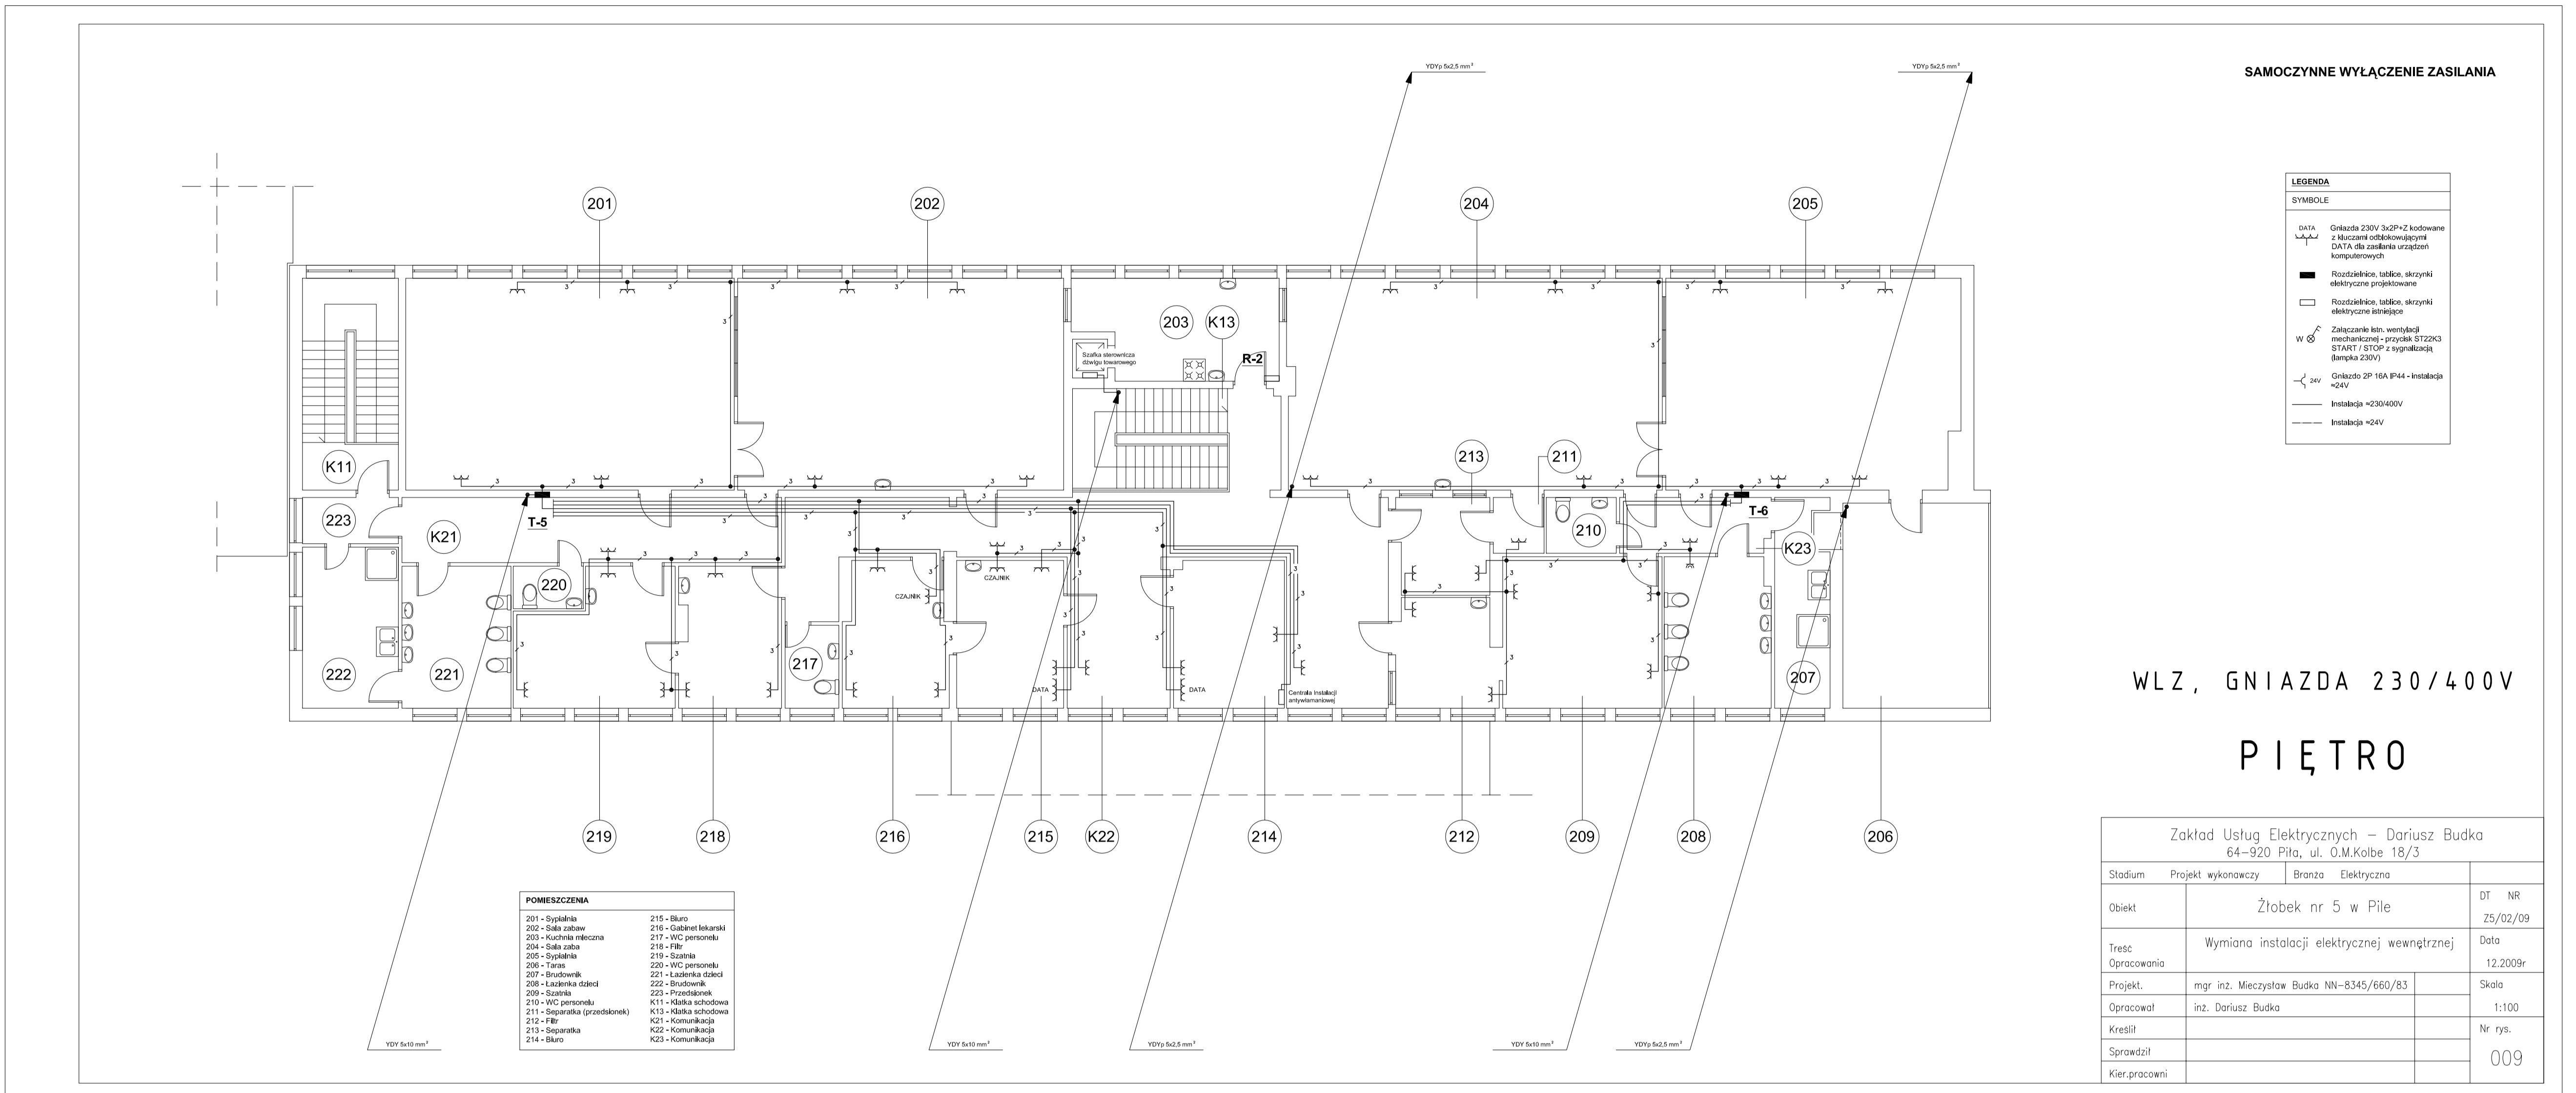 YDYp 5x2,5 mm²
YDYp 5x2,5 mm²
SAMOCZYNNE WYŁĄCZENIE ZASILANIA
LEGENDA
SYMBOLE
DATA
Gniazda 230V 3x2P+Z kodowane
z kluczami odblokowującymi
DATA dla zasilania urządzeń
komputerowych
Rozdzielnice, tablice, skrzynki
elektryczne projektowane
Rozdzielnice, tablice, skrzynki
elektryczne istniejące
W
Załączanie istn. wentylacji
mechanicznej - przycisk ST22K3
START / STOP z sygnalizacją
(lampka 230V)
24V
Gniazdo 2P 16A IP44 - instalacja
≈24V
Instalacja ≈230/400V
Instalacja ≈24V
201
202
204
205
203
K13
Szafka sterownicza
dźwigu towarowego
R-2
K11
213
211
223
T-5
K21
210
T-6
K23
220
CZAJNIK
CZAJNIK
222
221
217
DATA
DATA
Centrala instalacji
antywłamaniowej
207
WLZ, GNIAZDA 230/400V
PIĘTRO
219
218
216
215
K22
214
212
209
208
206
POMIESZCZENIA
201 - Sypialnia
202 - Sala zabaw
203 - Kuchnia mleczna
204 - Sala zaba
205 - Sypialnia
206 - Taras
207 - Brudownik
208 - Łazienka dzieci
209 - Szatnia
210 - WC personelu
211 - Separatka (przedsionek)
212 - Filtr
213 - Separatka
214 - Biuro
215 - Biuro
216 - Gabinet lekarski
217 - WC personelu
218 - Filtr
219 - Szatnia
220 - WC personelu
221 - Łazienka dzieci
222 - Brudownik
223 - Przedsionek
K11 - Klatka schodowa
K13 - Klatka schodowa
K21 - Komunikacja
K22 - Komunikacja
K23 - Komunikacja
YDY 5x10 mm²
YDY 5x10 mm²
YDYp 5x2,5 mm²
YDY 5x10 mm²
YDYp 5x2,5 mm²
Zakład Usług Elektrycznych – Dariusz Budka
64-920 Piła, ul. O.M.Kolbe 18/3
Stadium Projekt wykonawczy Branża Elektryczna
Obiekt Żłobek nr 5 w Pile DT NR
Z5/02/09
Treść Wymiana instalacji elektrycznej wewnętrznej Data
Opracowania 12.2009r
Projekt. mgr inż. Mieczysław Budka NN-8345/660/83 Skala
Opracował inż. Dariusz Budka 1:100
Kreślił Nr rys.
Sprawdził 009
Kier.pracowni